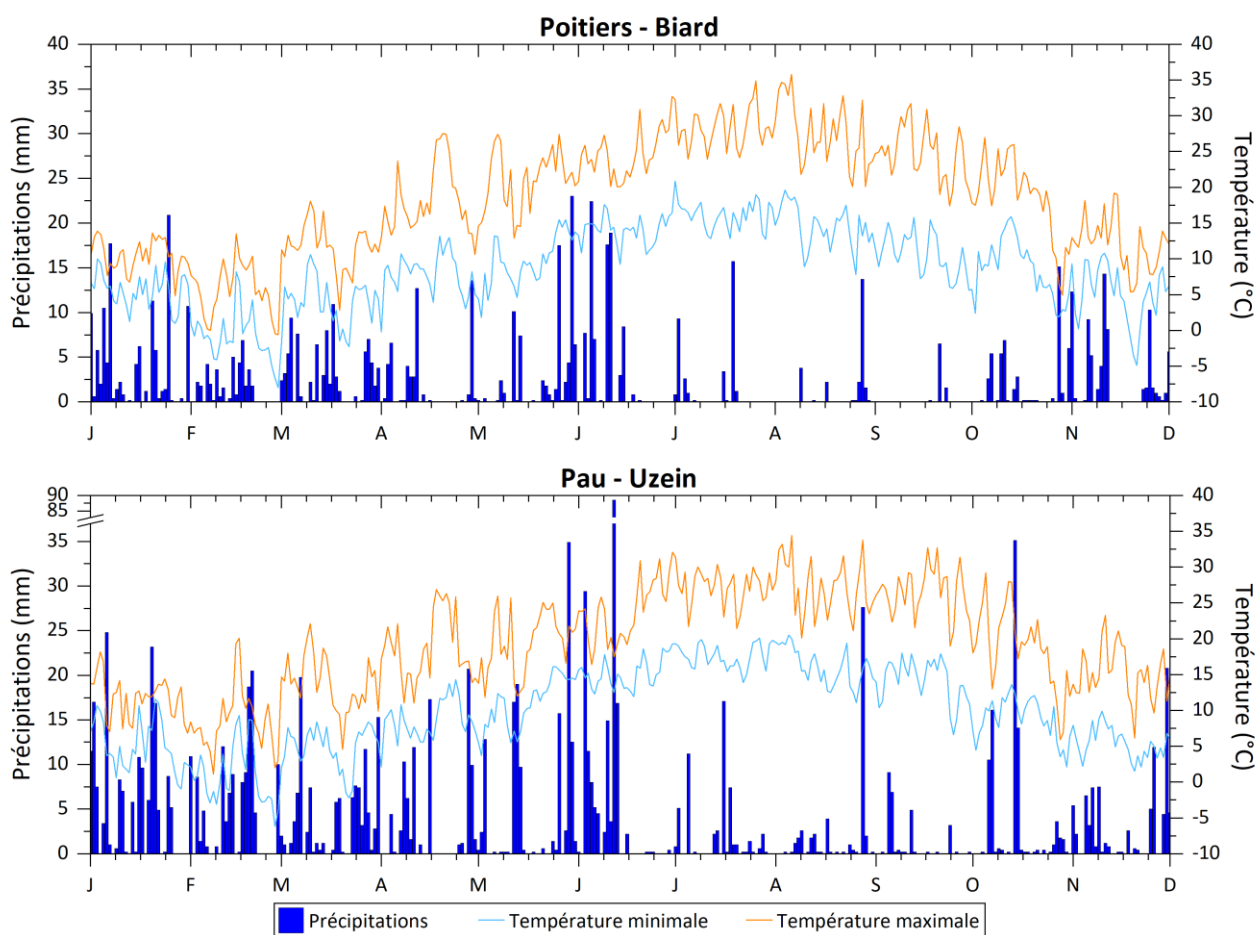 Poitiers - Biard
40 35 30 25 20 15 10 5 0
Précipitations (mm)
40 35 30 25 20 15 10 5 0 -5 -10
Température (°C)
J F M A M J J A S O N D
Pau - Uzein
90 85 35 30 25 20 15 10 5 0
Précipitations (mm)
40 35 30 25 20 15 10 5 0 -5 -10
Température (°C)
J F M A M J J A S O N D
Précipitations Température minimale Température maximale